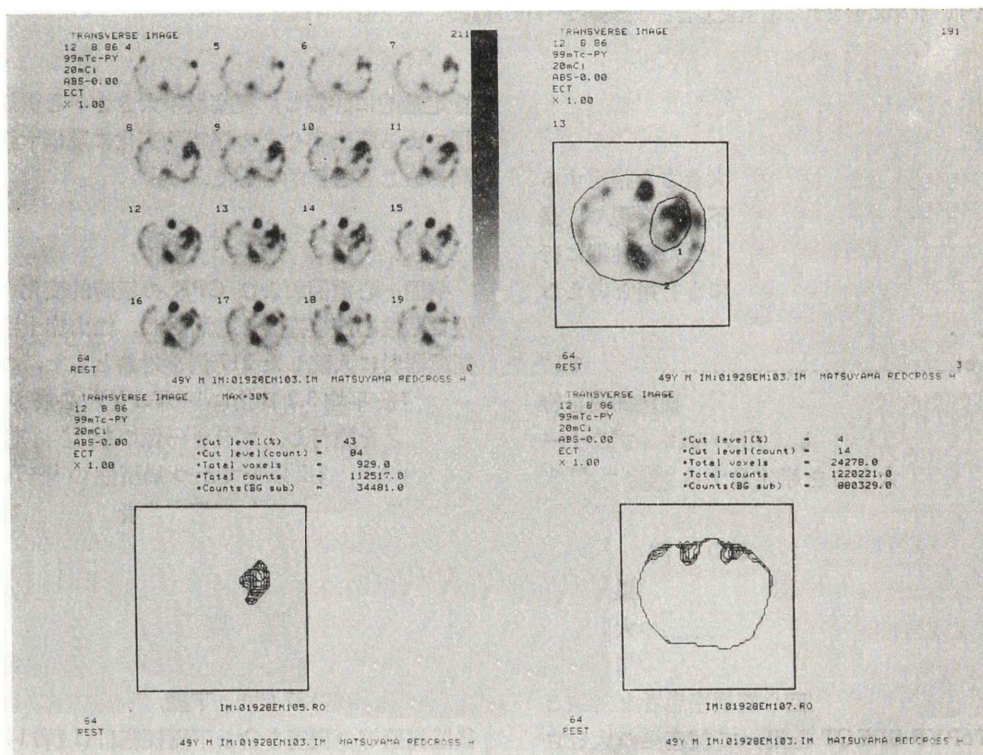 TRANSVERSE IMAGE
12 8 86 4 5 6 7 211
99mTc-PY
20mCi
ABS-0.00
ECT
X 1.00
8 9 10 11
12 13 14 15
16 17 18 19
64 0
REST
49Y M IM:01928EM103.IM MATSUYAMA REDCROSS H
TRANSVERSE IMAGE 191
12 8 86
99mTc-PY
20mCi
ABS-0.00
ECT
X 1.00
13
1
2
64 3
REST
49Y M IM:01928EM103.IM MATSUYAMA REDCROSS H
TRANSVERSE IMAGE MAX*30%
12 8 86
99mTc-PY
20mCi
ABS-0.00
ECT
X 1.00
*Cut level(%) = 43
*Cut level(count) = 84
*Total voxels = 929.0
*Total counts = 112517.0
*Counts(BG sub) = 34481.0
IM:01928EM105.RO
64
REST
49Y M IM:01928EM103.IM MATSUYAMA REDCROSS H
TRANSVERSE IMAGE
12 8 86
99mTc-PY
20mCi
ABS-0.00
ECT
X 1.00
*Cut level(%) = 4
*Cut level(count) = 14
*Total voxels = 24278.0
*Total counts = 1220221.0
*Counts(BG sub) = 880329.0
IM:01928EM107.RO
64
REST
49Y M IM:01928EM103.IM MATSUYAMA REDCROSS H